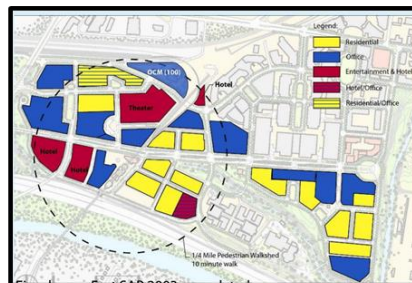 Legend:
Residential
Office
Entertainment & Hotel
Hotel/Office
Residential/Office
OCM (100)
Hotel
Theater
Hotel
Hotel
1/4 Mile Pedestrian Walkshed
10 minute walk